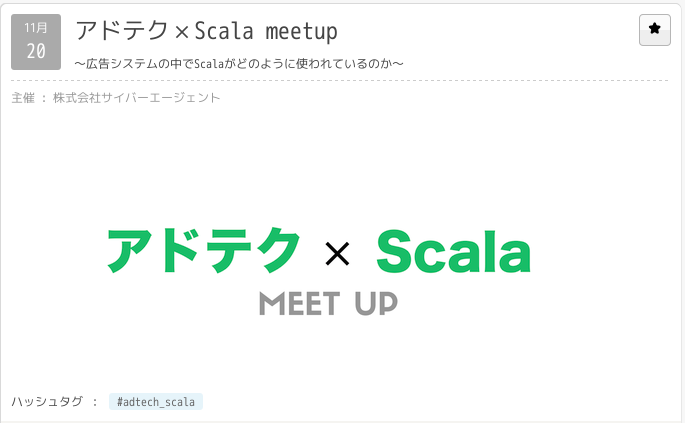 11月
20
アドテク×Scala meetup
〜広告システムの中でScalaがどのように使われているのか〜
主催 : 株式会社サイバーエージェント
アドテク × Scala
MEET UP
ハッシュタグ : #adtech_scala